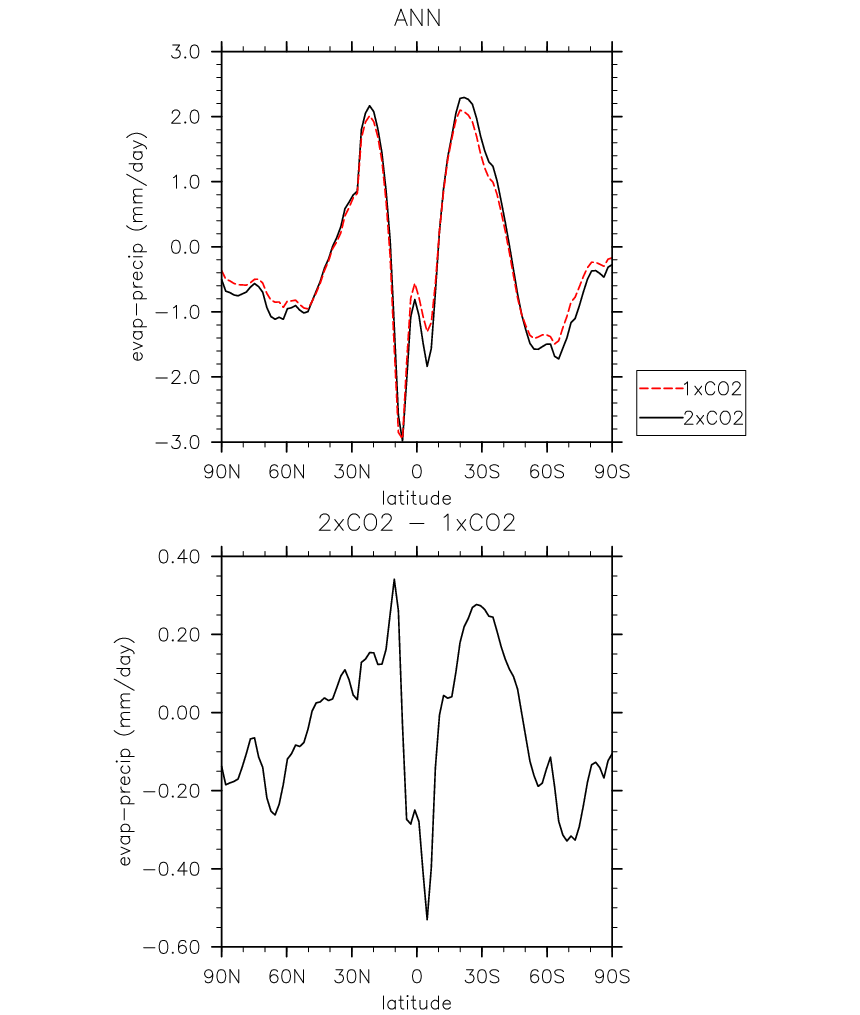 ANN
evap-precip (mm/day)
3.0
2.0
1.0
0.0
-1.0
-2.0
-3.0
90N 60N 30N 0 30S 60S 90S
latitude
1xCO2
2xCO2
2xCO2 - 1xCO2
evap-precip (mm/day)
0.40
0.20
0.00
-0.20
-0.40
-0.60
90N 60N 30N 0 30S 60S 90S
latitude